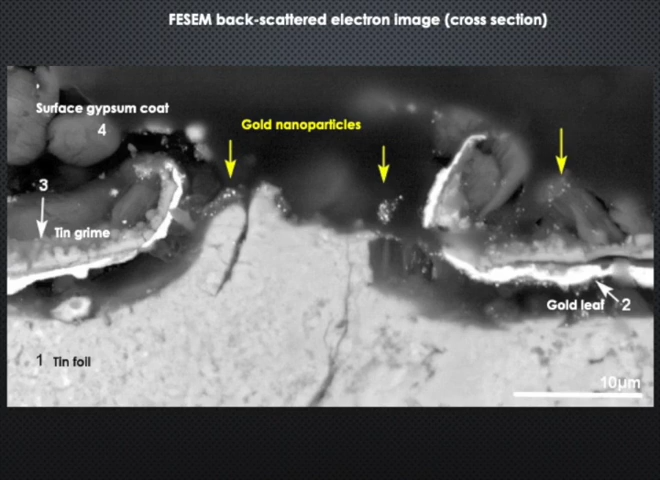 FESEM back-scattered electron image (cross section)
Surface gypsum coat
4
Gold nanoparticles
3
Tin grime
Gold leaf 2
1 Tin foil
10µm